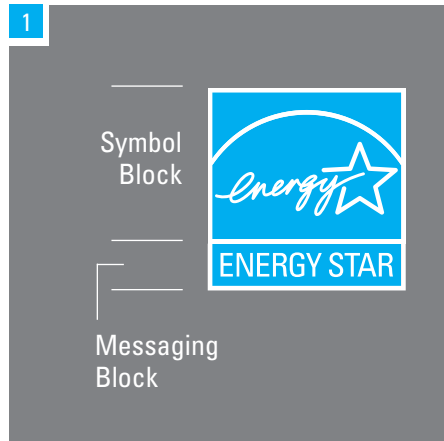 1
Symbol
Block
energy
ENERGY STAR
Messaging
Block